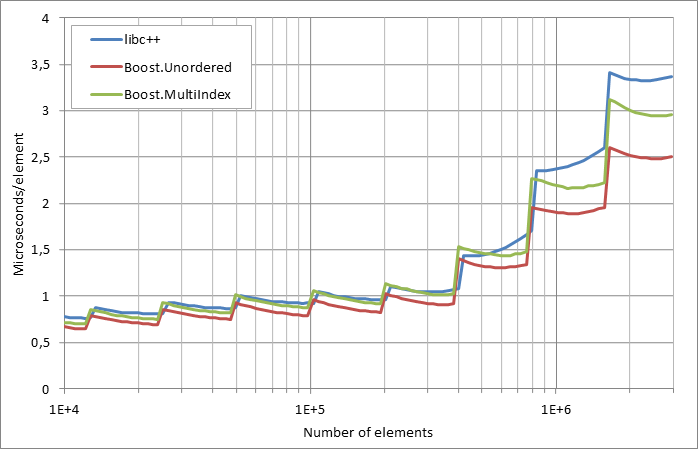 4
3,5
3
2,5
2
1,5
1
0,5
0
Microseconds/element
libc++
Boost.Unordered
Boost.MultiIndex
1E+4 1E+5 1E+6
Number of elements